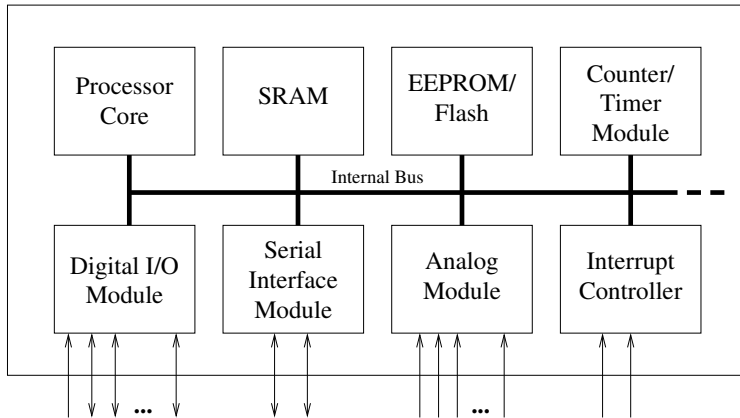 Processor
Core
SRAM
EEPROM/
Flash
Counter/
Timer
Module
Internal Bus
Digital I/O
Module
Serial
Interface
Module
Analog
Module
Interrupt
Controller
...
...